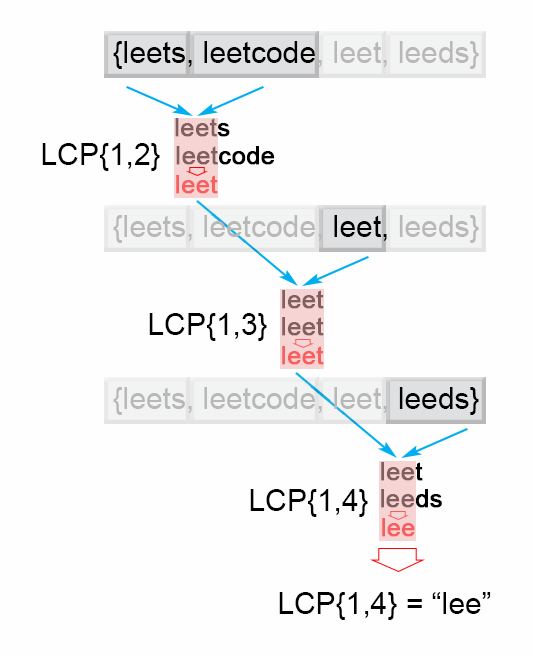 {leets, leetcode, leet, leeds}
leets
LCP{1,2} leetcode
leet
{leets, leetcode, leet, leeds}
leet
LCP{1,3} leet
leet
{leets, leetcode, leet, leeds}
leet
LCP{1,4} leeds
lee
LCP{1,4} = “lee”